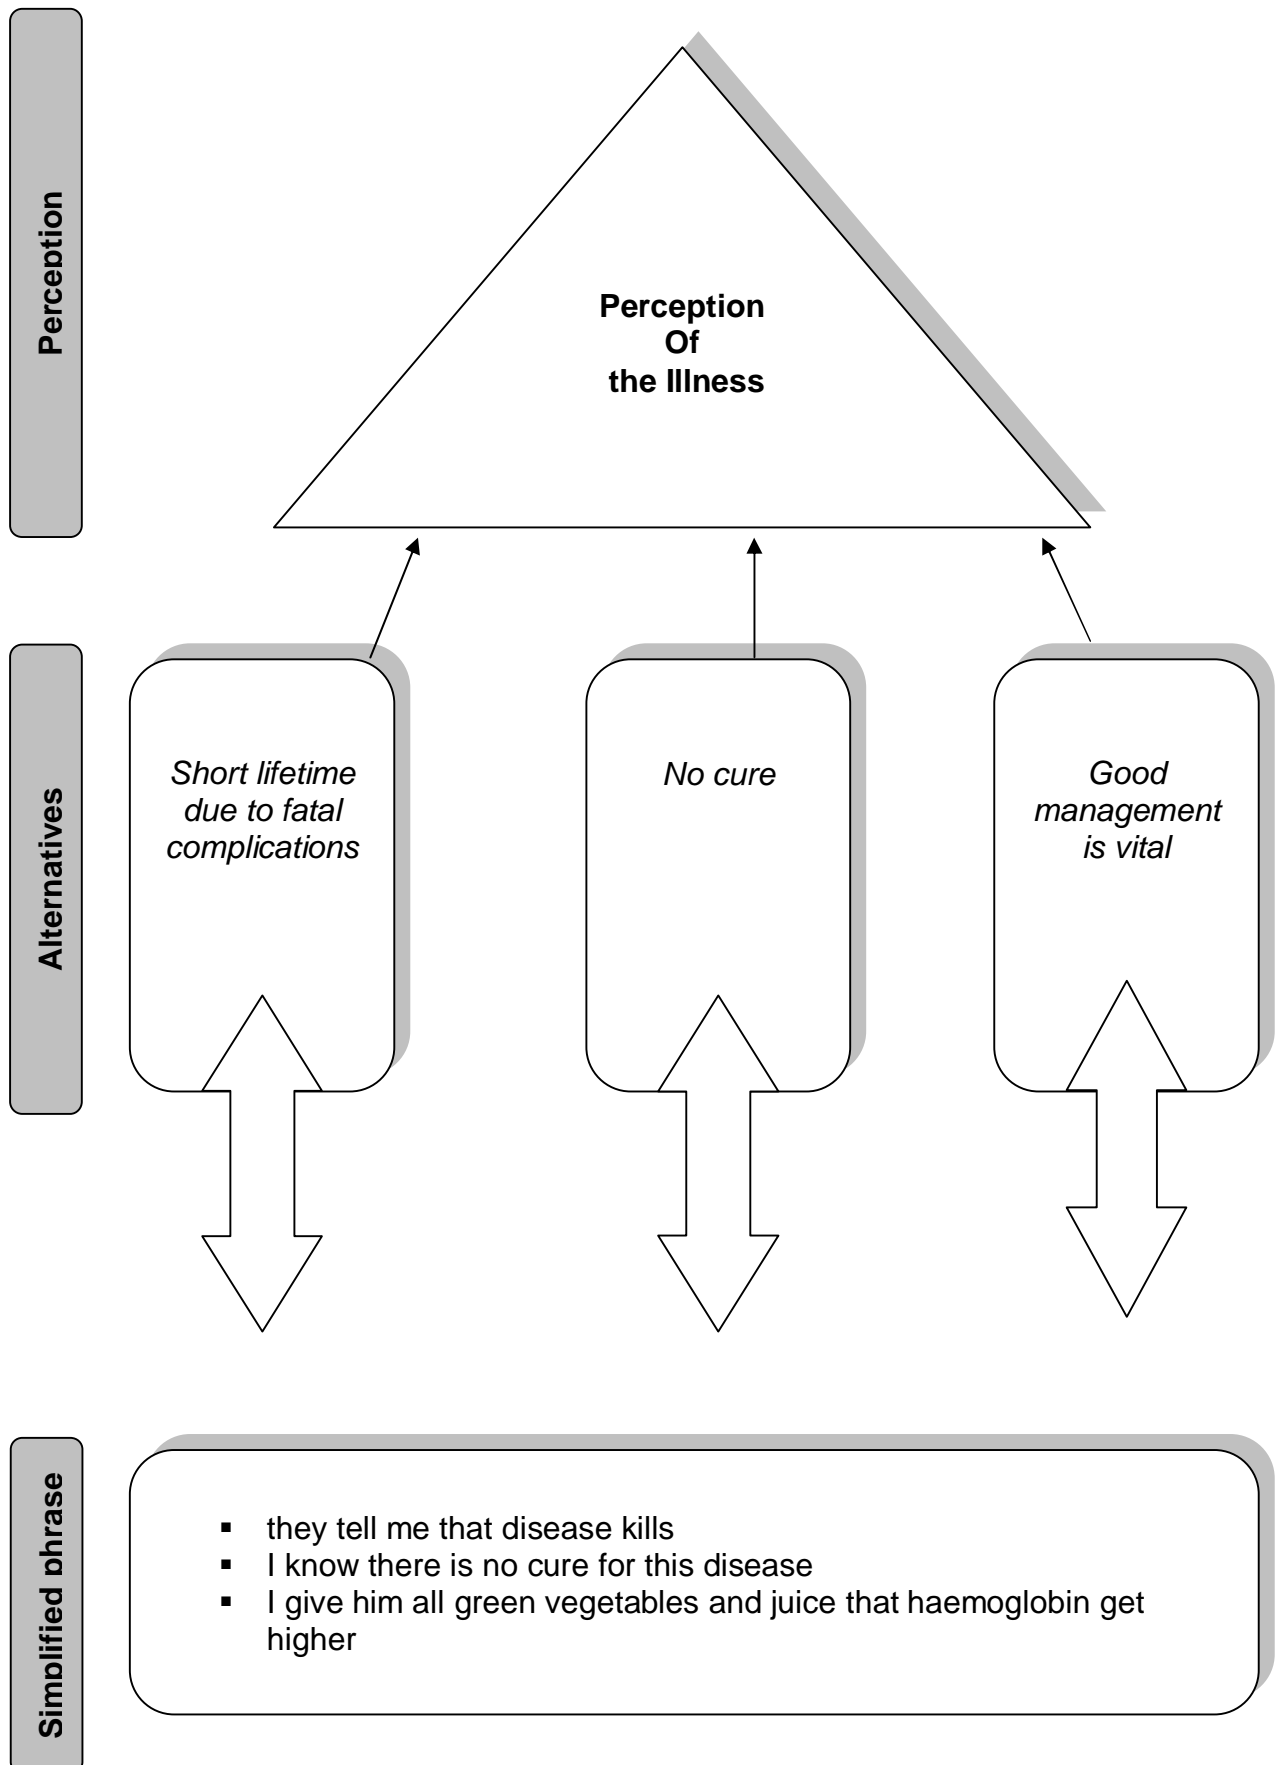 Perception
Perception
Of
the Illness
Alternatives
Short lifetime
due to fatal
complications
No cure
Good
management
is vital
Simplified phrase
▪ they tell me that disease kills
▪ I know there is no cure for this disease
▪ I give him all green vegetables and juice that haemoglobin get
higher